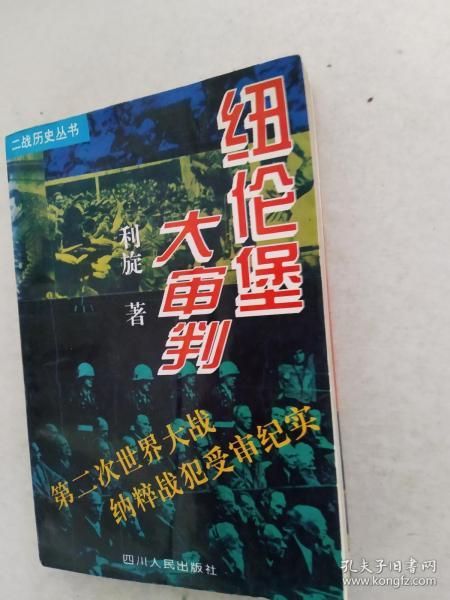 二战历史丛书
纽伦堡
大审判
利旋 著
第二次世界大战
纳粹战犯受审纪实
四川人民出版社
孔夫子旧书网
www.kongfz.com